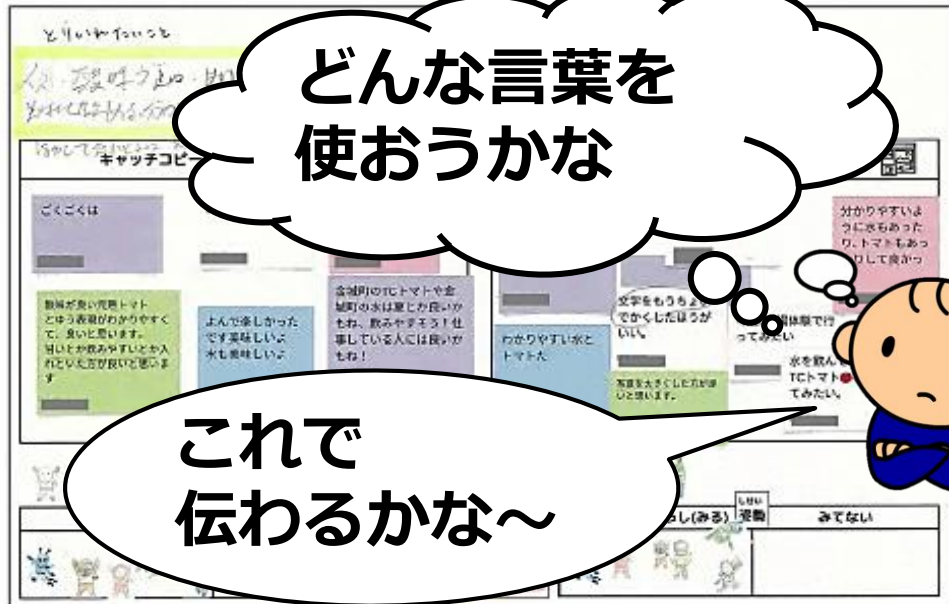 とりいれたいこと
どんな言葉を
使おうかな
キャッチコピー
ごくごくは
分かりやすいよ
うに水もあった
り、トマトもあっ
りして良かっ
酸味が良い完熟トマト
とゆう表現がわかりやすく
て、良いと思います。
甘いとか飲みやすいとか入
れといた方が良いと思いま
す
よんで楽しかった
です美味しいよ
水も美味しいよ
金城町のTCトマトや金
城町の水は夏とか良いか
もね、飲みやすそう!仕
事している人には良いか
もね!
わかりやすい水と
トマトた
文字をもうちょ
でかくしたほうが
いい。
写真を大きくした方が良
いと思います。
場体験で行
ってみたい
水を飲ん
TCトマト
てみたい。
これで
伝わるかな~
し(みる)
しせい
姿勢
みてない